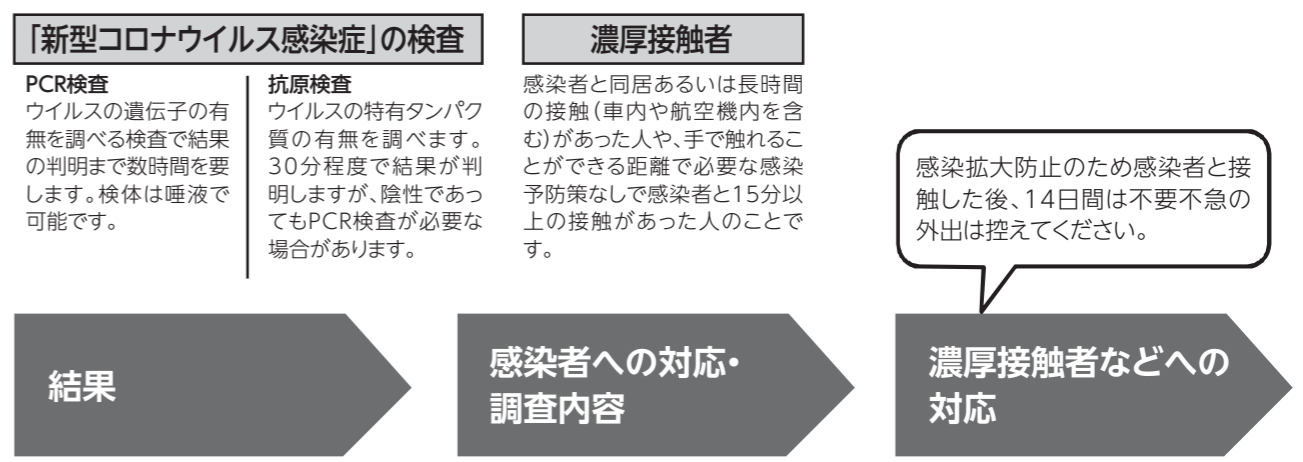 「新型コロナウイルス感染症」の検査
PCR検査
ウイルスの遺伝子の有
無を調べる検査で結果
の判明まで数時間を要
します。検体は唾液で
可能です。
抗原検査
ウイルスの特有タンパク
質の有無を調べます。
30分程度で結果が判
明しますが、陰性であっ
てもPCR検査が必要な
場合があります。
濃厚接触者
感染者と同居あるいは長時間
の接触(車内や航空機内を含
む)があった人や、手で触れるこ
とができる距離で必要な感染
予防策なしで感染者と15分以
上の接触があった人のことで
す。
感染拡大防止のため感染者と接
触した後、14日間は不要不急の
外出は控えてください。
結果
感染者への対応・
調査内容
濃厚接触者などへの
対応